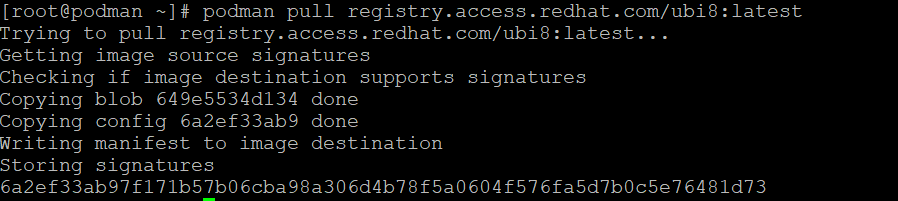 [root@podman ~]# podman pull registry.access.redhat.com/ubi8:latest
Trying to pull registry.access.redhat.com/ubi8:latest...
Getting image source signatures
Checking if image destination supports signatures
Copying blob 649e5534d134 done
Copying config 6a2ef33ab9 done
Writing manifest to image destination
Storing signatures
6a2ef33ab97f171b57b06cba98a306d4b78f5a0604f576fa5d7b0c5e76481d73